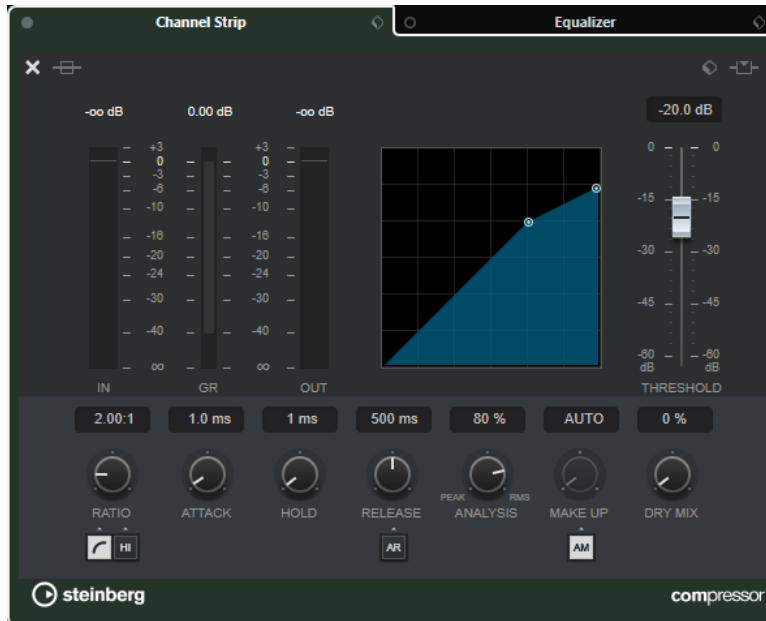 Channel Strip Equalizer
-oo dB 0.00 dB -oo dB -20.0 dB
+3 +3 0 0
0 0
-3 -3
-6 -6
-10 -10 -15 -15
-16 -16
-20 -20 -30 -30
-24 -24
-30 -30 -45 -45
-40 -40
∞ ∞ -60 -60
dB dB
IN GR OUT THRESHOLD
2.00:1 1.0 ms 1 ms 500 ms 80 % AUTO 0 %
PEAK RMS
RATIO ATTACK HOLD RELEASE ANALYSIS MAKE UP DRY MIX
HI AR AM
steinberg compressor